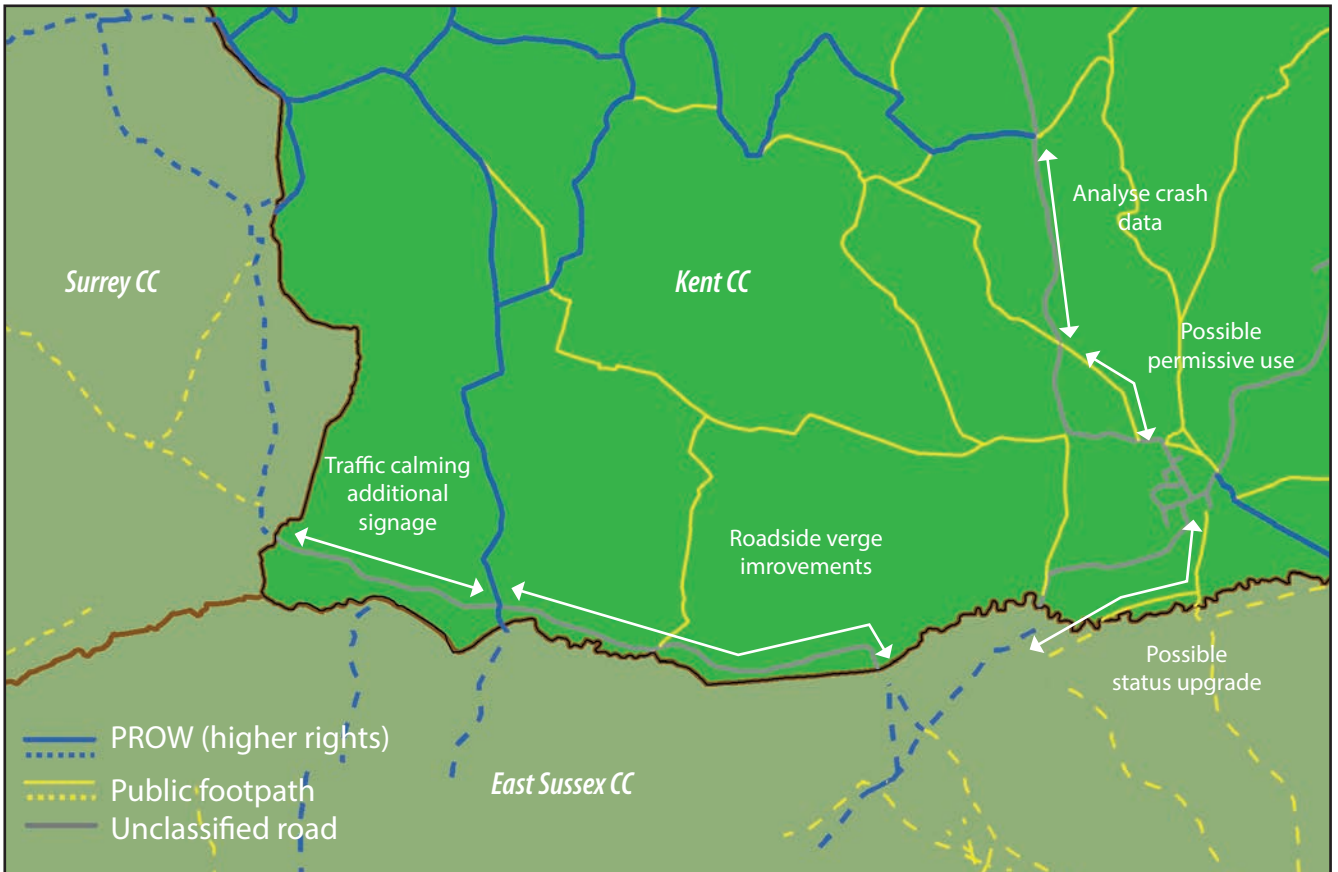 Analyse crash
data
Surrey CC
Kent CC
Possible
permissive use
Traffic calming
additional
signage
Roadside verge
imrovements
Possible
status upgrade
PROW (higher rights)
Public footpath
Unclassified road
East Sussex CC